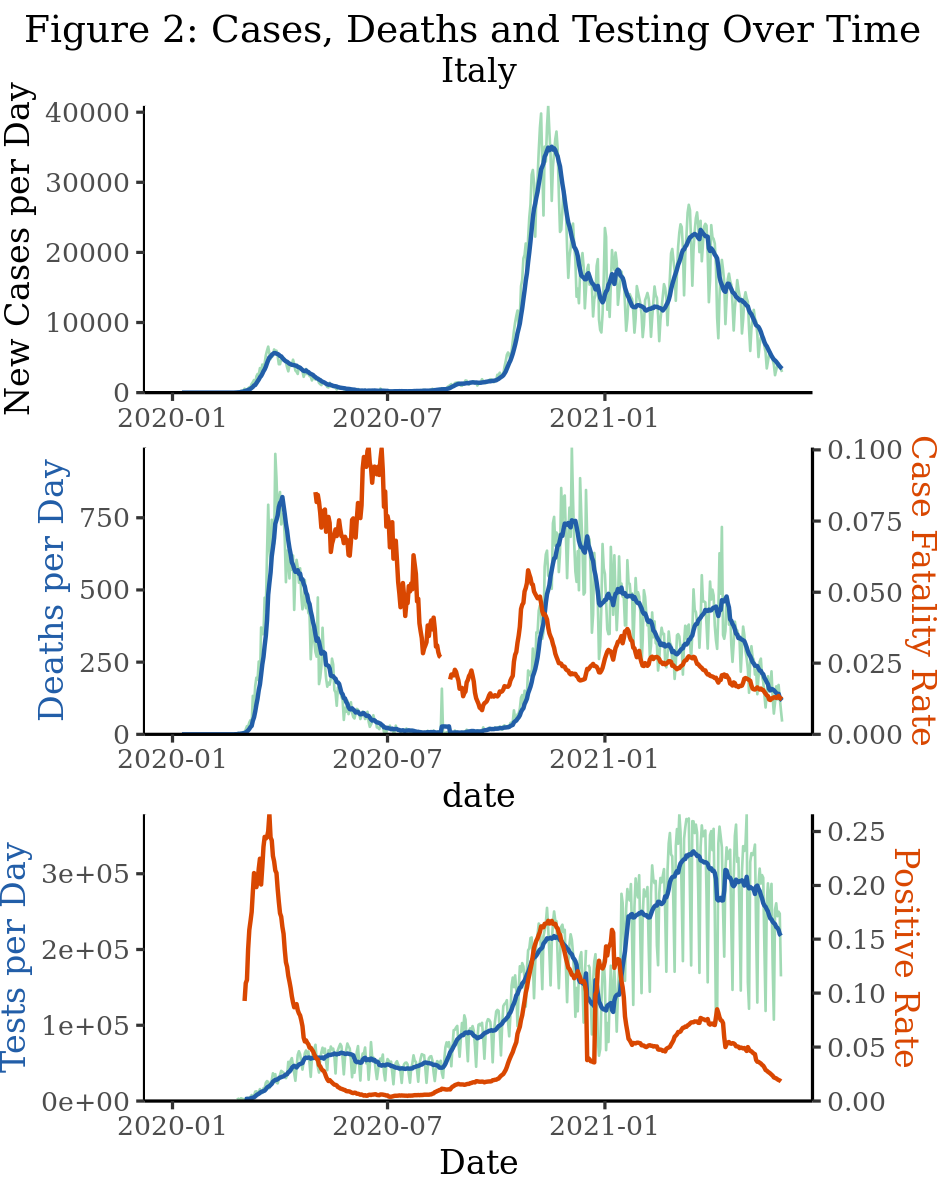 Figure 2: Cases, Deaths and Testing Over Time
Italy
New Cases per Day
40000
30000
20000
10000
0
2020-01
2020-07
2021-01
Deaths per Day
750
500
250
0
0.100
0.075
0.050
0.025
0.000
Case Fatality Rate
2020-01
2020-07
2021-01
date
Tests per Day
3e+05
2e+05
1e+05
0e+00
0.25
0.20
0.15
0.10
0.05
0.00
Positive Rate
2020-01
2020-07
2021-01
Date